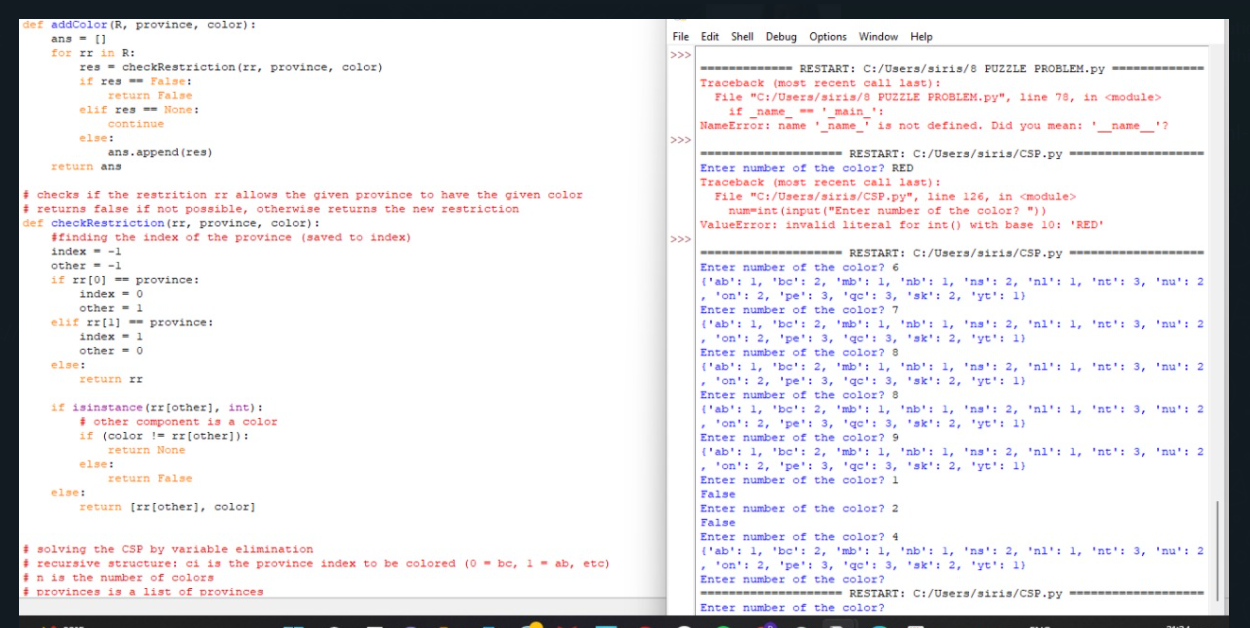 def addColor(R, province, color):
    ans = []
    for rr in R:
        res = checkRestriction(rr, province, color)
        if res == False:
            return False
        elif res == None:
            continue
        else:
            ans.append(res)
    return ans
# checks if the restrition rr allows the given province to have the given color
# returns false if not possible, otherwise returns the new restriction
def checkRestriction(rr, province, color):
    #finding the index of the province (saved to index)
    index = -1
    other = -1
    if rr[0] == province:
        index = 0
        other = 1
    elif rr[1] == province:
        index = 1
        other = 0
    else:
        return rr
    if isinstance(rr[other], int):
        # other component is a color
        if (color != rr[other]):
            return None
        else:
            return False
    else:
        return [rr[other], color]
# solving the CSP by variable elimination
# recursive structure: ci is the province index to be colored (0 = bc, 1 = ab, etc)
# n is the number of colors
# provinces is a list of provinces
File Edit Shell Debug Options Window Help
>>>
============= RESTART: C:/Users/siris/8 PUZZLE PROBLEM.py =============
Traceback (most recent call last):
  File "C:/Users/siris/8 PUZZLE PROBLEM.py", line 78, in <module>
    if _name_ == '_main_':
NameError: name '_name_' is not defined. Did you mean: '__name__'?
>>>
==================== RESTART: C:/Users/siris/CSP.py ===================
Enter number of the color? RED
Traceback (most recent call last):
  File "C:/Users/siris/CSP.py", line 126, in <module>
    num=int(input("Enter number of the color? "))
ValueError: invalid literal for int() with base 10: 'RED'
>>>
==================== RESTART: C:/Users/siris/CSP.py ===================
Enter number of the color? 6
{'ab': 1, 'bc': 2, 'mb': 1, 'nb': 1, 'ns': 2, 'nl': 1, 'nt': 3, 'nu': 2
, 'on': 2, 'pe': 3, 'qc': 3, 'sk': 2, 'yt': 1}
Enter number of the color? 7
{'ab': 1, 'bc': 2, 'mb': 1, 'nb': 1, 'ns': 2, 'nl': 1, 'nt': 3, 'nu': 2
, 'on': 2, 'pe': 3, 'qc': 3, 'sk': 2, 'yt': 1}
Enter number of the color? 8
{'ab': 1, 'bc': 2, 'mb': 1, 'nb': 1, 'ns': 2, 'nl': 1, 'nt': 3, 'nu': 2
, 'on': 2, 'pe': 3, 'qc': 3, 'sk': 2, 'yt': 1}
Enter number of the color? 8
{'ab': 1, 'bc': 2, 'mb': 1, 'nb': 1, 'ns': 2, 'nl': 1, 'nt': 3, 'nu': 2
, 'on': 2, 'pe': 3, 'qc': 3, 'sk': 2, 'yt': 1}
Enter number of the color? 9
{'ab': 1, 'bc': 2, 'mb': 1, 'nb': 1, 'ns': 2, 'nl': 1, 'nt': 3, 'nu': 2
, 'on': 2, 'pe': 3, 'qc': 3, 'sk': 2, 'yt': 1}
Enter number of the color? 1
False
Enter number of the color? 2
False
Enter number of the color? 4
{'ab': 1, 'bc': 2, 'mb': 1, 'nb': 1, 'ns': 2, 'nl': 1, 'nt': 3, 'nu': 2
, 'on': 2, 'pe': 3, 'qc': 3, 'sk': 2, 'yt': 1}
Enter number of the color?
==================== RESTART: C:/Users/siris/CSP.py ===================
Enter number of the color?